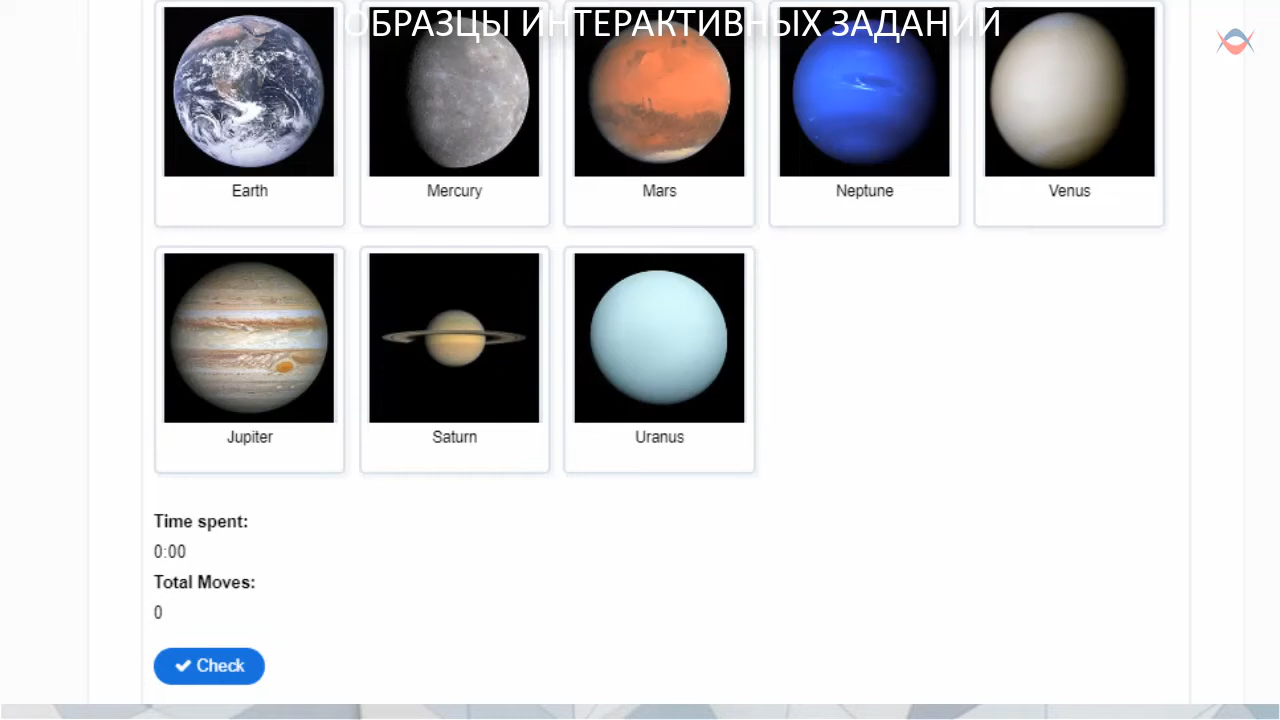 ОБРАЗЦЫ ИНТЕРАКТИВНЫХ ЗАДАНИЙ
Earth Mercury Mars Neptune Venus
Jupiter Saturn Uranus
Time spent:
0:00
Total Moves:
0
Check